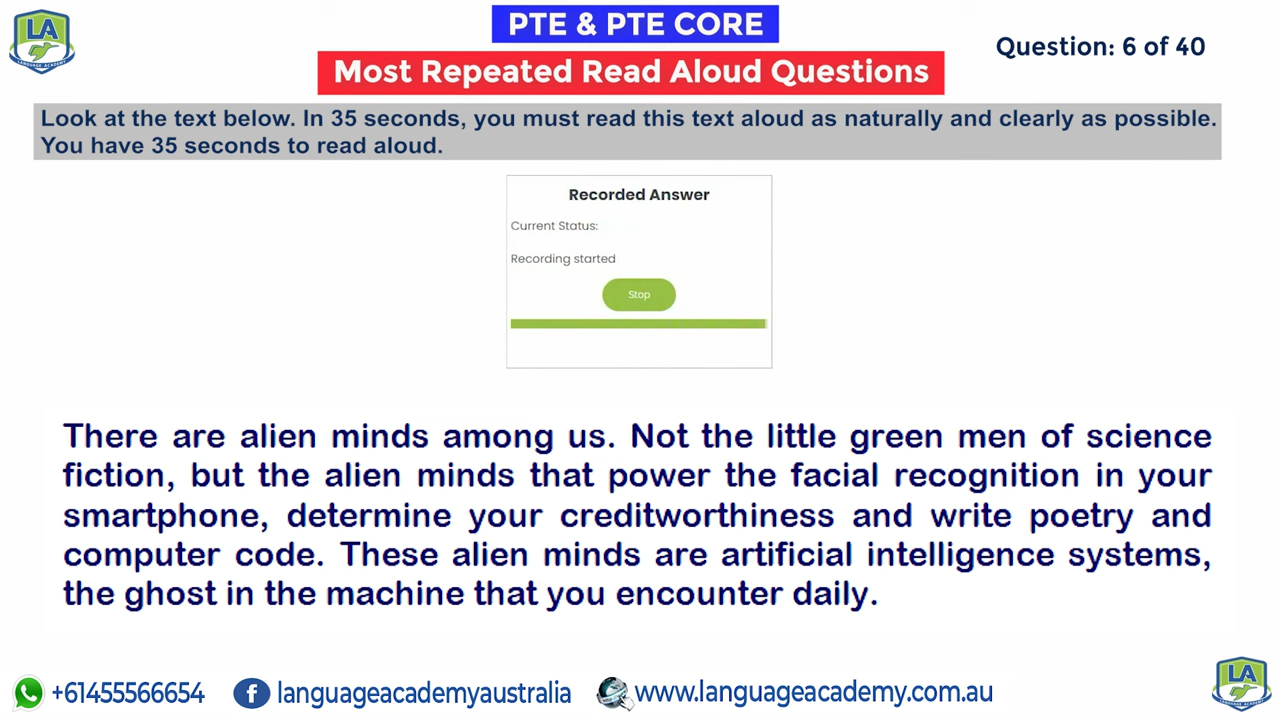 LA
LANGUAGE ACADEMY
PTE & PTE CORE
Question: 6 of 40
Most Repeated Read Aloud Questions
Look at the text below. In 35 seconds, you must read this text aloud as naturally and clearly as possible.
You have 35 seconds to read aloud.
Recorded Answer
Current Status:
Recording started
Stop
There are alien minds among us. Not the little green men of science
fiction, but the alien minds that power the facial recognition in your
smartphone, determine your creditworthiness and write poetry and
computer code. These alien minds are artificial intelligence systems,
the ghost in the machine that you encounter daily.
+61455566654
languageacademyaustralia
www.languageacademy.com.au
LA
LANGUAGE ACADEMY